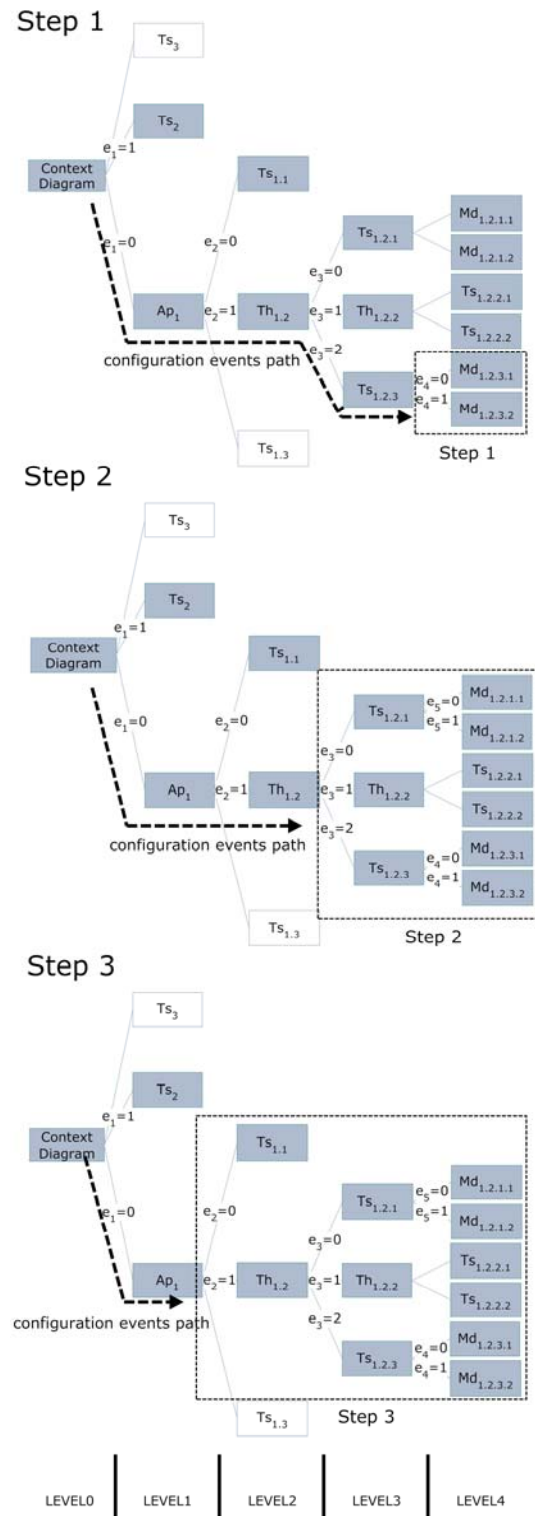 Step 1
Ts3
Ts2
e1=1
Context
Diagram
Ts1.1
Md1.2.1.1
Ts1.2.1
e1=0
e2=0
Md1.2.1.2
e3=0
Ts1.2.2.1
Ap1
e2=1
Th1.2
e3=1
Th1.2.2
Ts1.2.2.2
e3=2
configuration events path
Md1.2.3.1
e4=0
Ts1.2.3
e4=1
Md1.2.3.2
Ts1.3
Step 1
Step 2
Ts3
Ts2
e1=1
Context
Diagram
Ts1.1
Md1.2.1.1
e5=0
Ts1.2.1
e5=1
e1=0
e2=0
Md1.2.1.2
e3=0
Ts1.2.2.1
Ap1
e2=1
Th1.2
e3=1
Th1.2.2
Ts1.2.2.2
e3=2
configuration events path
Md1.2.3.1
e4=0
Ts1.2.3
e4=1
Md1.2.3.2
Ts1.3
Step 2
Step 3
Ts3
Ts2
e1=1
Context
Diagram
Ts1.1
Md1.2.1.1
e5=0
Ts1.2.1
e5=1
e1=0
e2=0
Md1.2.1.2
e3=0
Ts1.2.2.1
Ap1
e2=1
Th1.2
e3=1
Th1.2.2
Ts1.2.2.2
e3=2
configuration events path
Md1.2.3.1
e4=0
Ts1.2.3
e4=1
Md1.2.3.2
Ts1.3
Step 3
LEVEL0 LEVEL1 LEVEL2 LEVEL3 LEVEL4